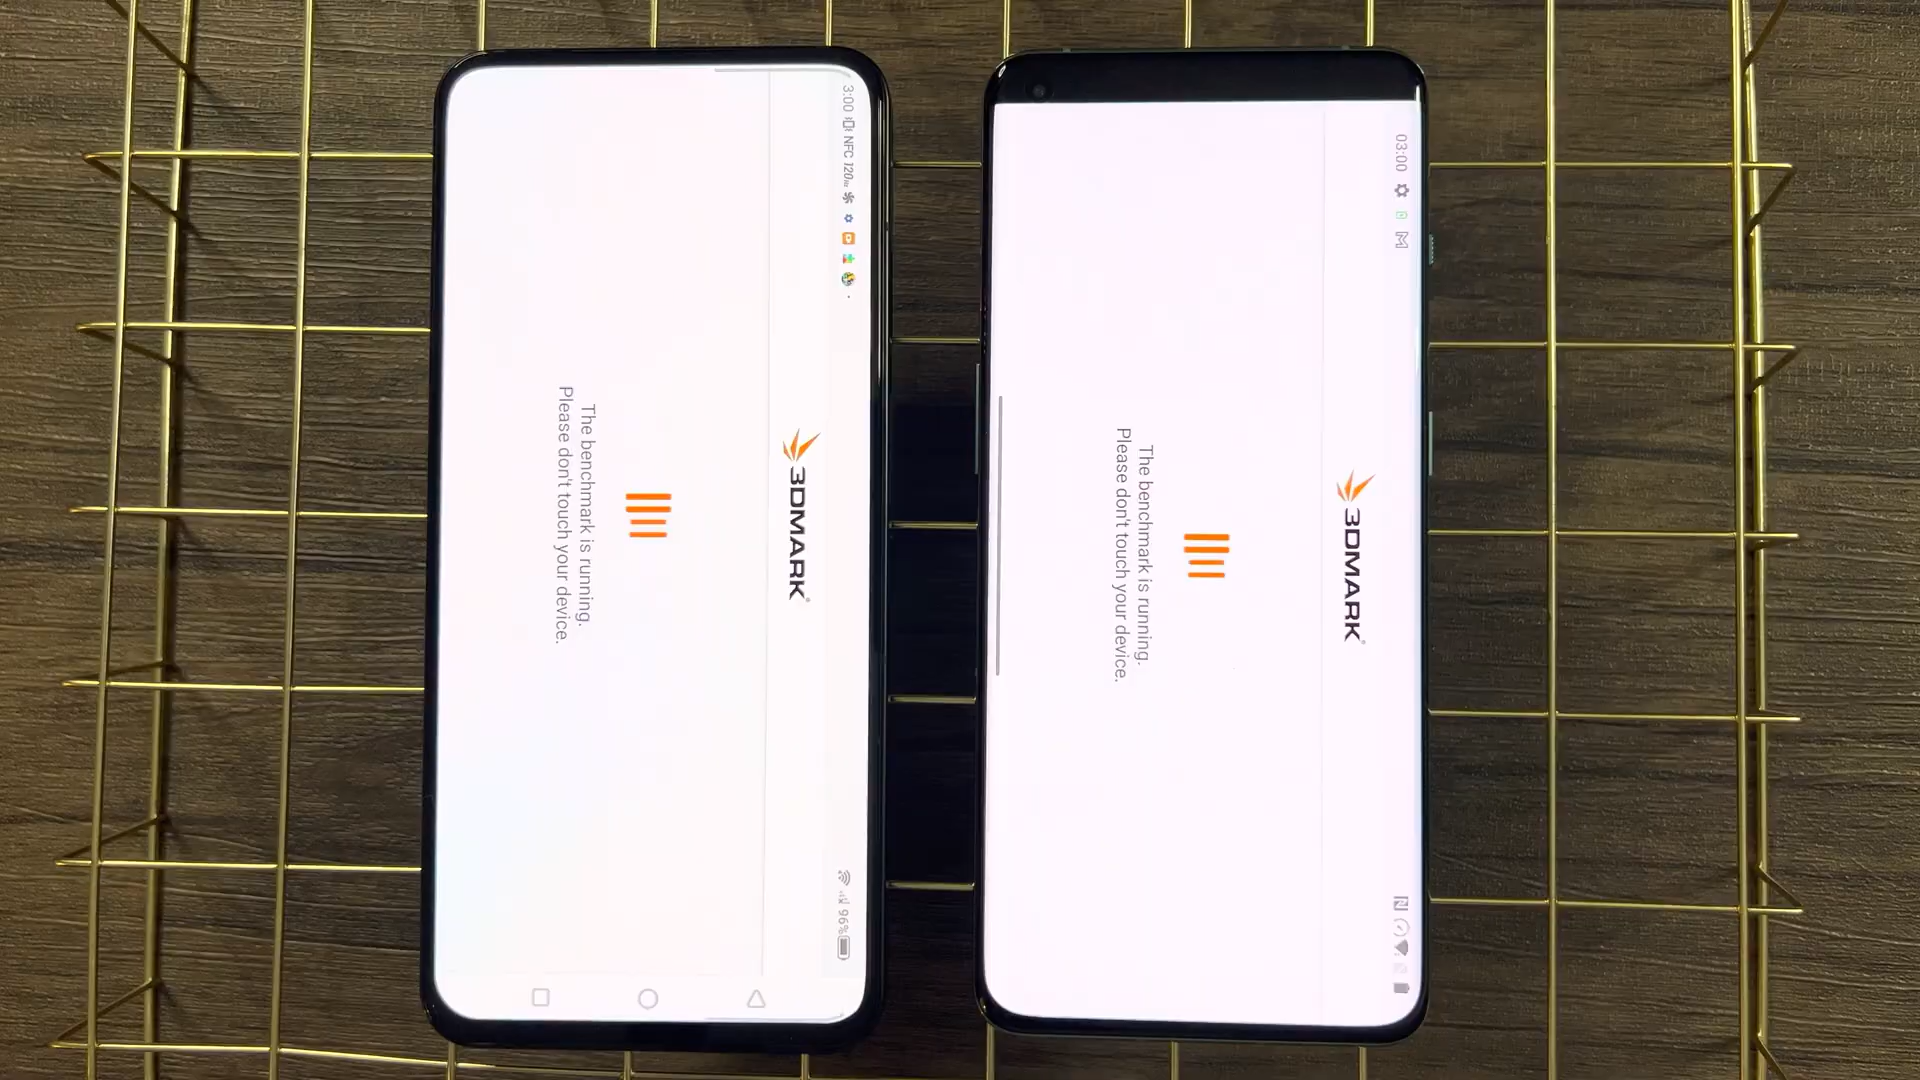 3:00 NFC 120Hz
96%
3DMARK
The benchmark is running.
Please don't touch your device.
03:00
3DMARK
The benchmark is running.
Please don't touch your device.